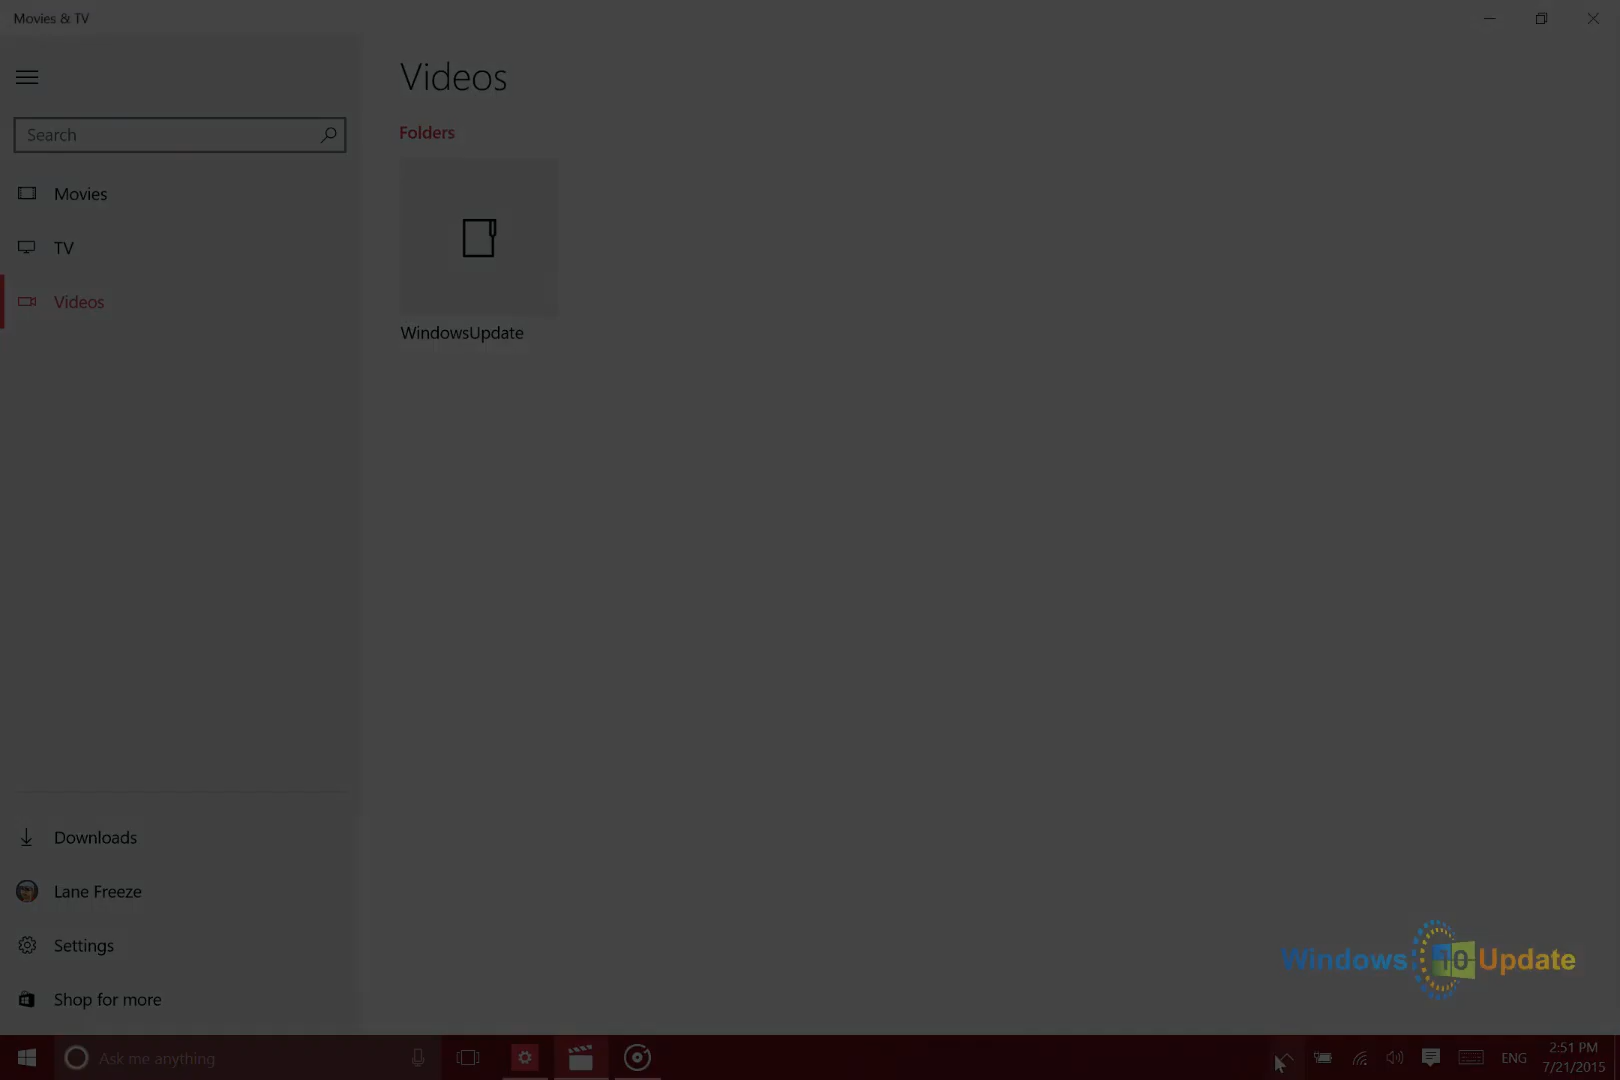 Movies & TV
Videos
Search
Folders
Movies
TV
Videos
WindowsUpdate
Downloads
Lane Freeze
Settings
Shop for more
Windows 10 Update
Ask me anything
ENG
2:51 PM
7/21/2015